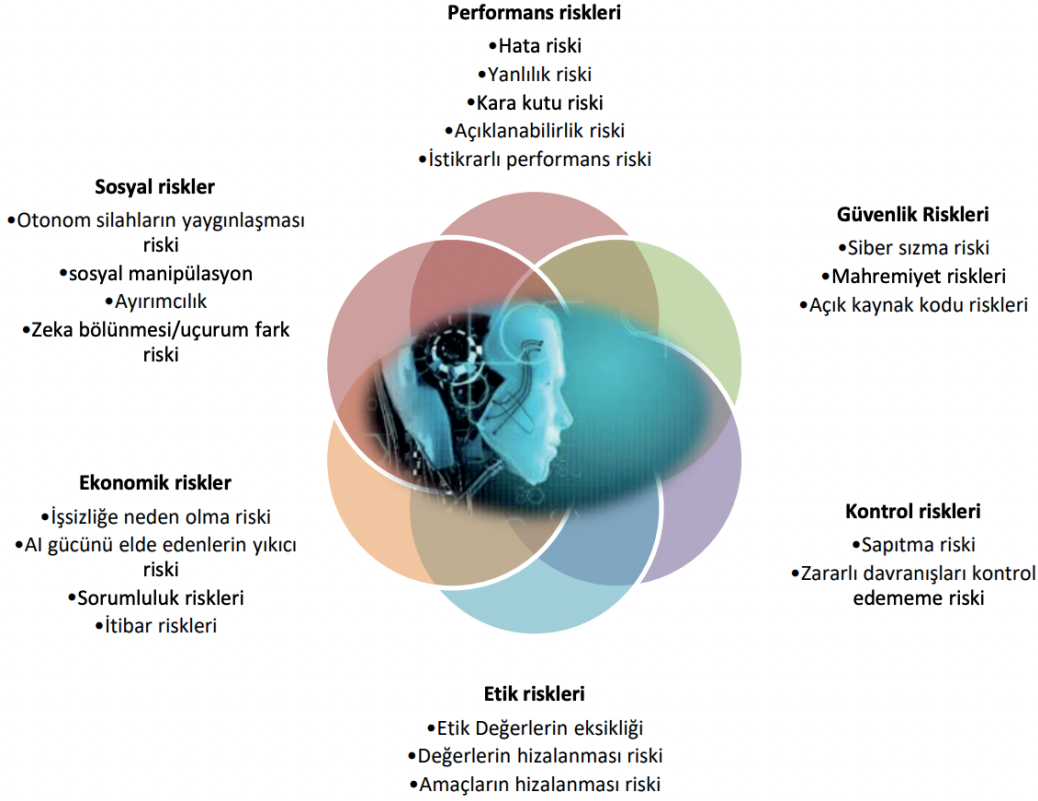 Performans riskleri
•Hata riski
•Yanlılık riski
•Kara kutu riski
•Açıklanabilirlik riski
•İstikrarlı performans riski
Güvenlik Riskleri
•Siber sızma riski
•Mahremiyet riskleri
•Açık kaynak kodu riskleri
Kontrol riskleri
•Sapıtma riski
•Zararlı davranışları kontrol
edememe riski
Etik riskleri
•Etik Değerlerin eksikliği
•Değerlerin hizalanması riski
•Amaçların hizalanması riski
Ekonomik riskler
•İşsizliğe neden olma riski
•AI gücünü elde edenlerin yıkıcı
riski
•Sorumluluk riskleri
•İtibar riskleri
Sosyal riskler
•Otonom silahların yaygınlaşması
riski
•sosyal manipülasyon
•Ayırımcılık
•Zeka bölünmesi/uçurum fark
riski